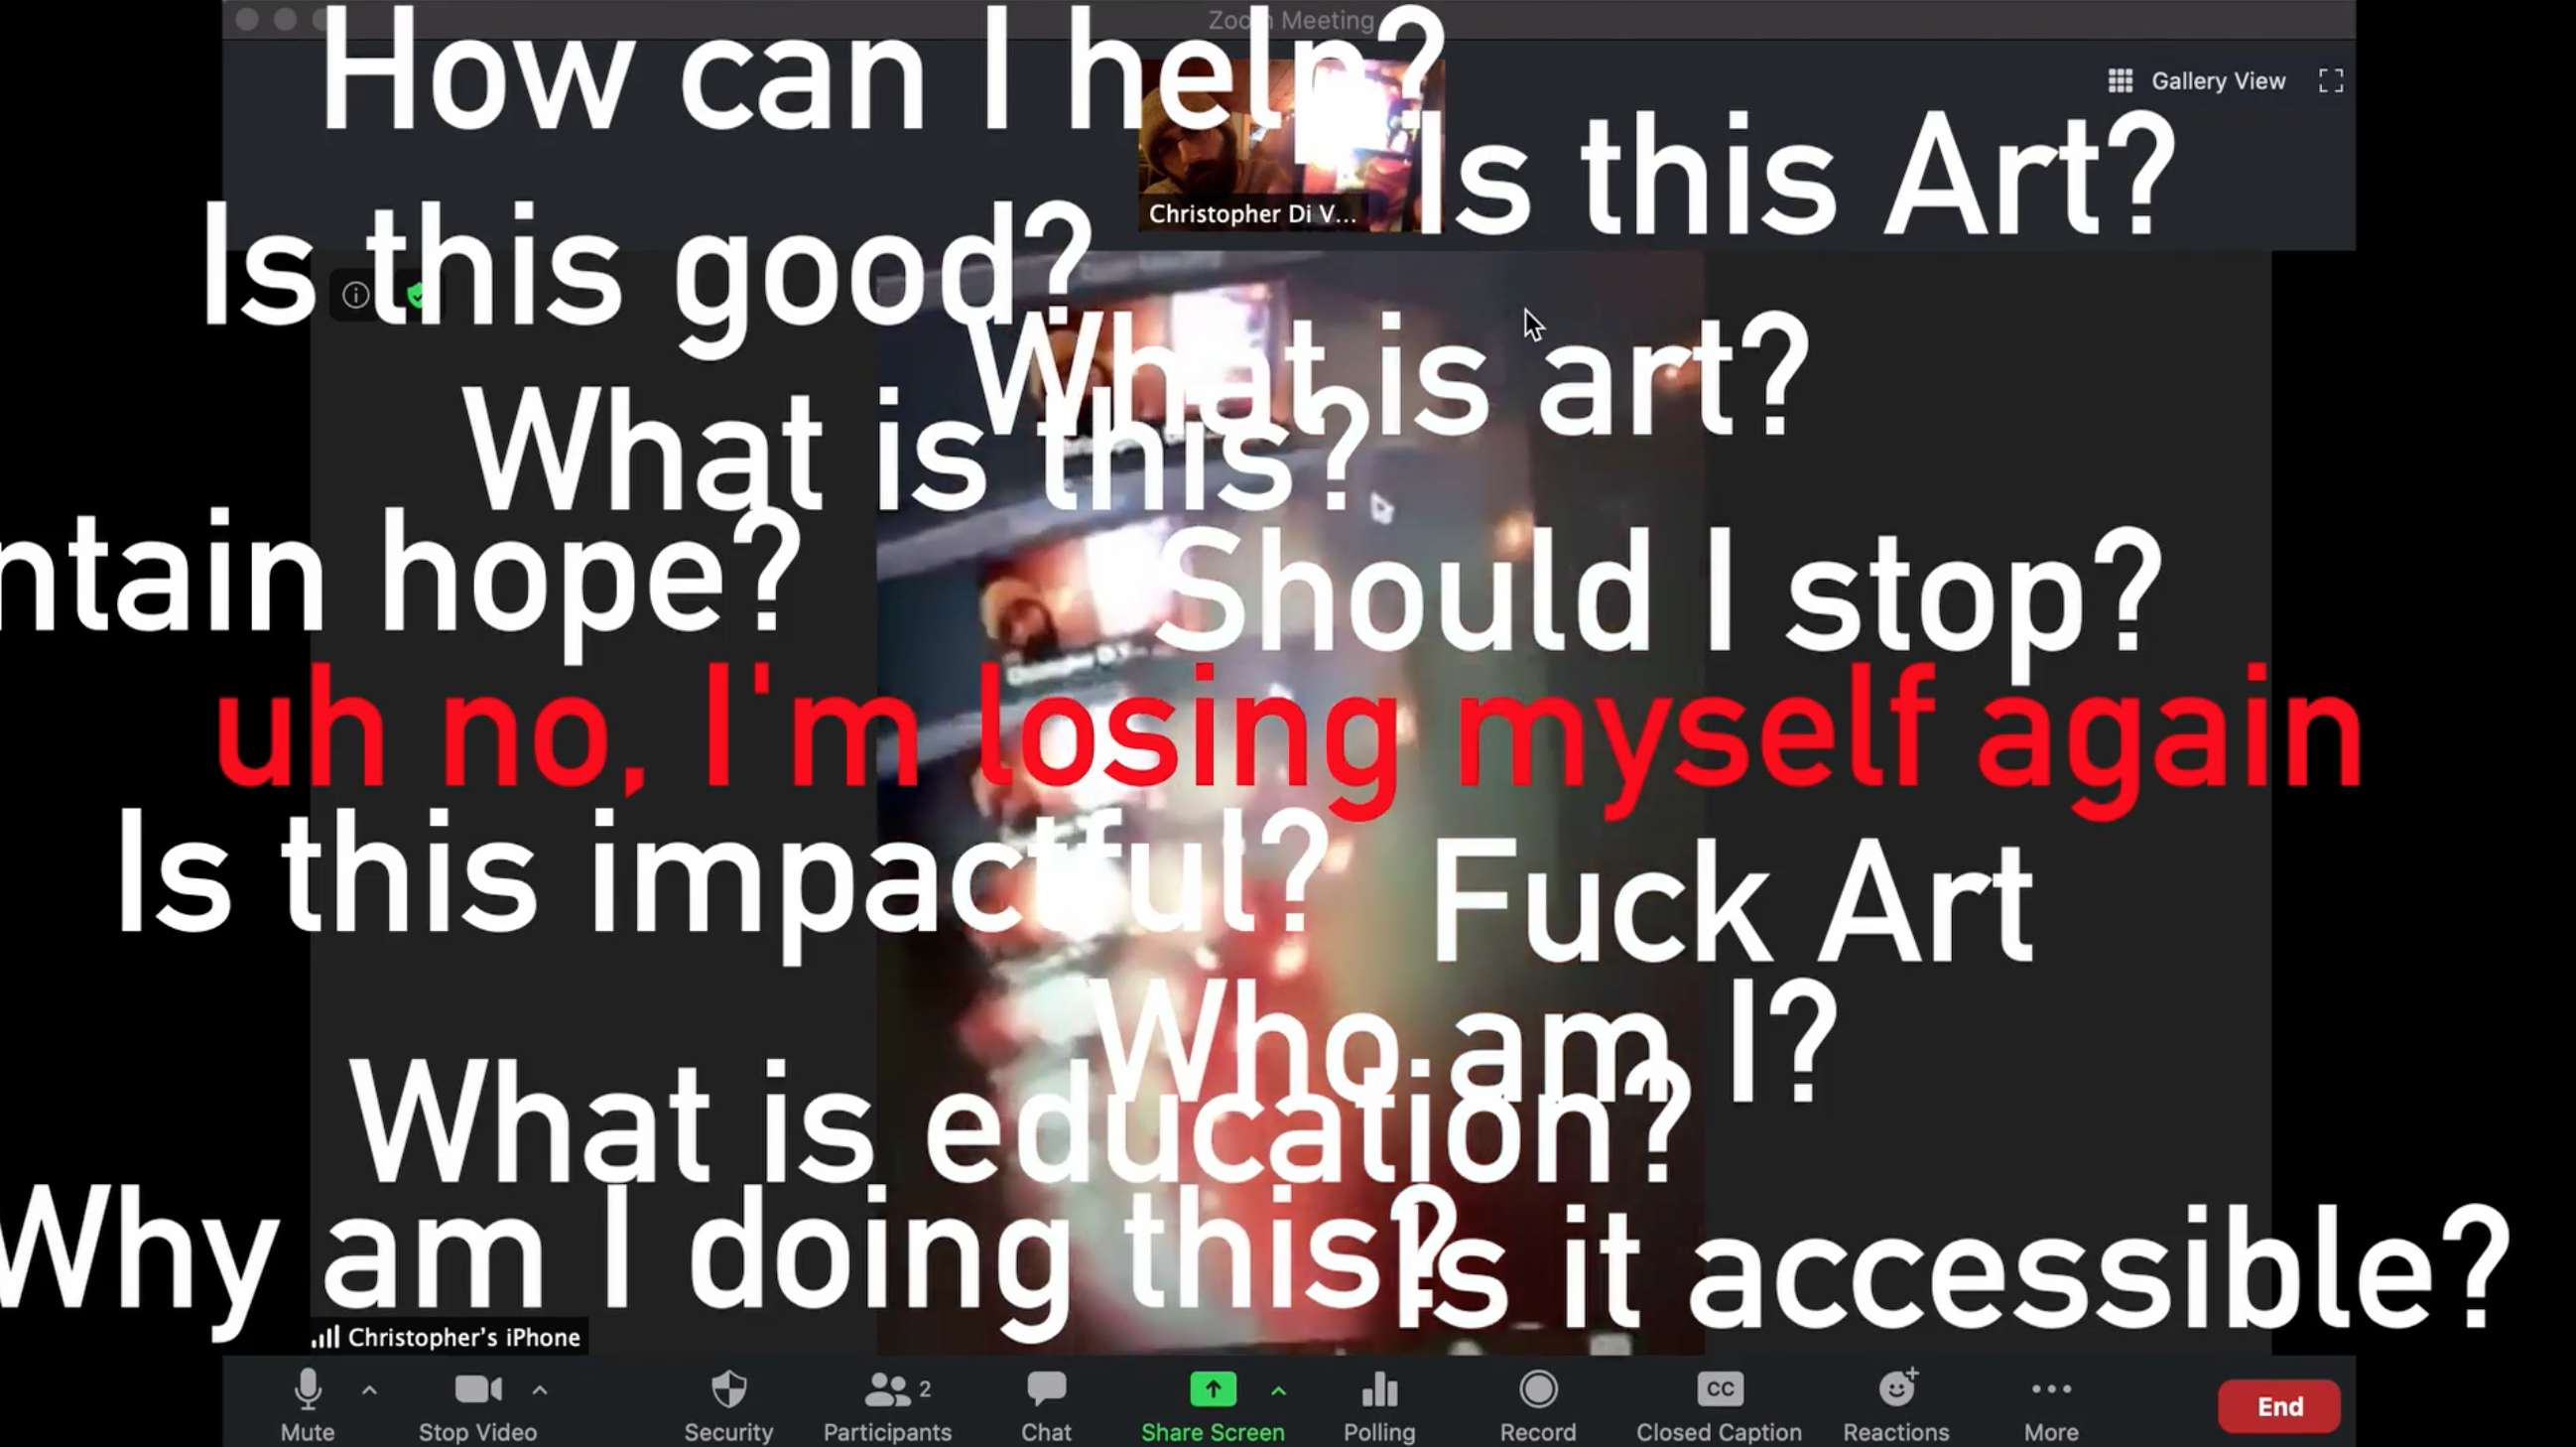 Zoom Meeting
How can I help?
Gallery View
Is this Art?
Christopher Di V...
Is this good?
What is art?
What is this?
ntain hope?
Should I stop?
uh no, I'm losing myself again
Is this impactful?
Fuck Art
Who am I?
What is education?
Why am I doing this?
Is it accessible?
Christopher's iPhone
2
CC
Mute
Stop Video
Security
Participants
Chat
Share Screen
Polling
Record
Closed Caption
Reactions
More
End